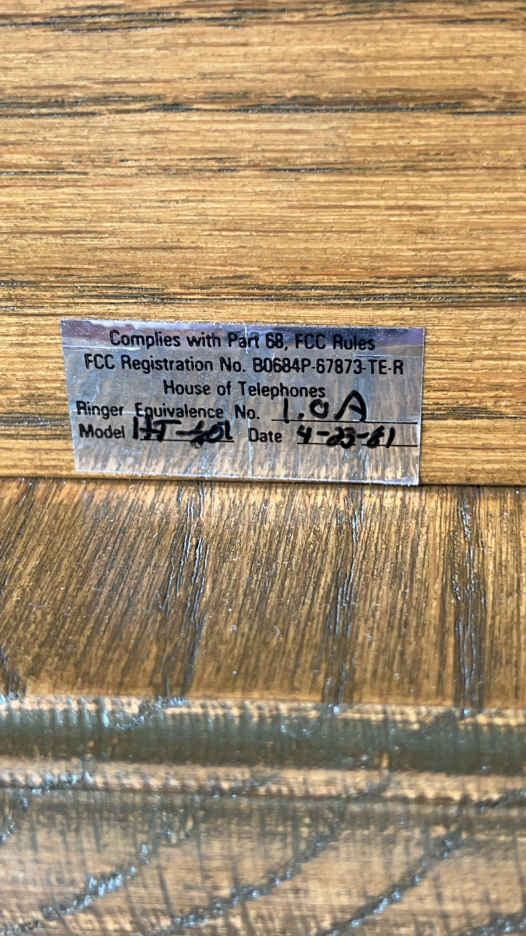 Complies with Part 68, FCC Rules
FCC Registration No. B0684P-67873-TE-R
House of Telephones
Ringer Equivalence No. 1.0A
Model Date 4-23-81